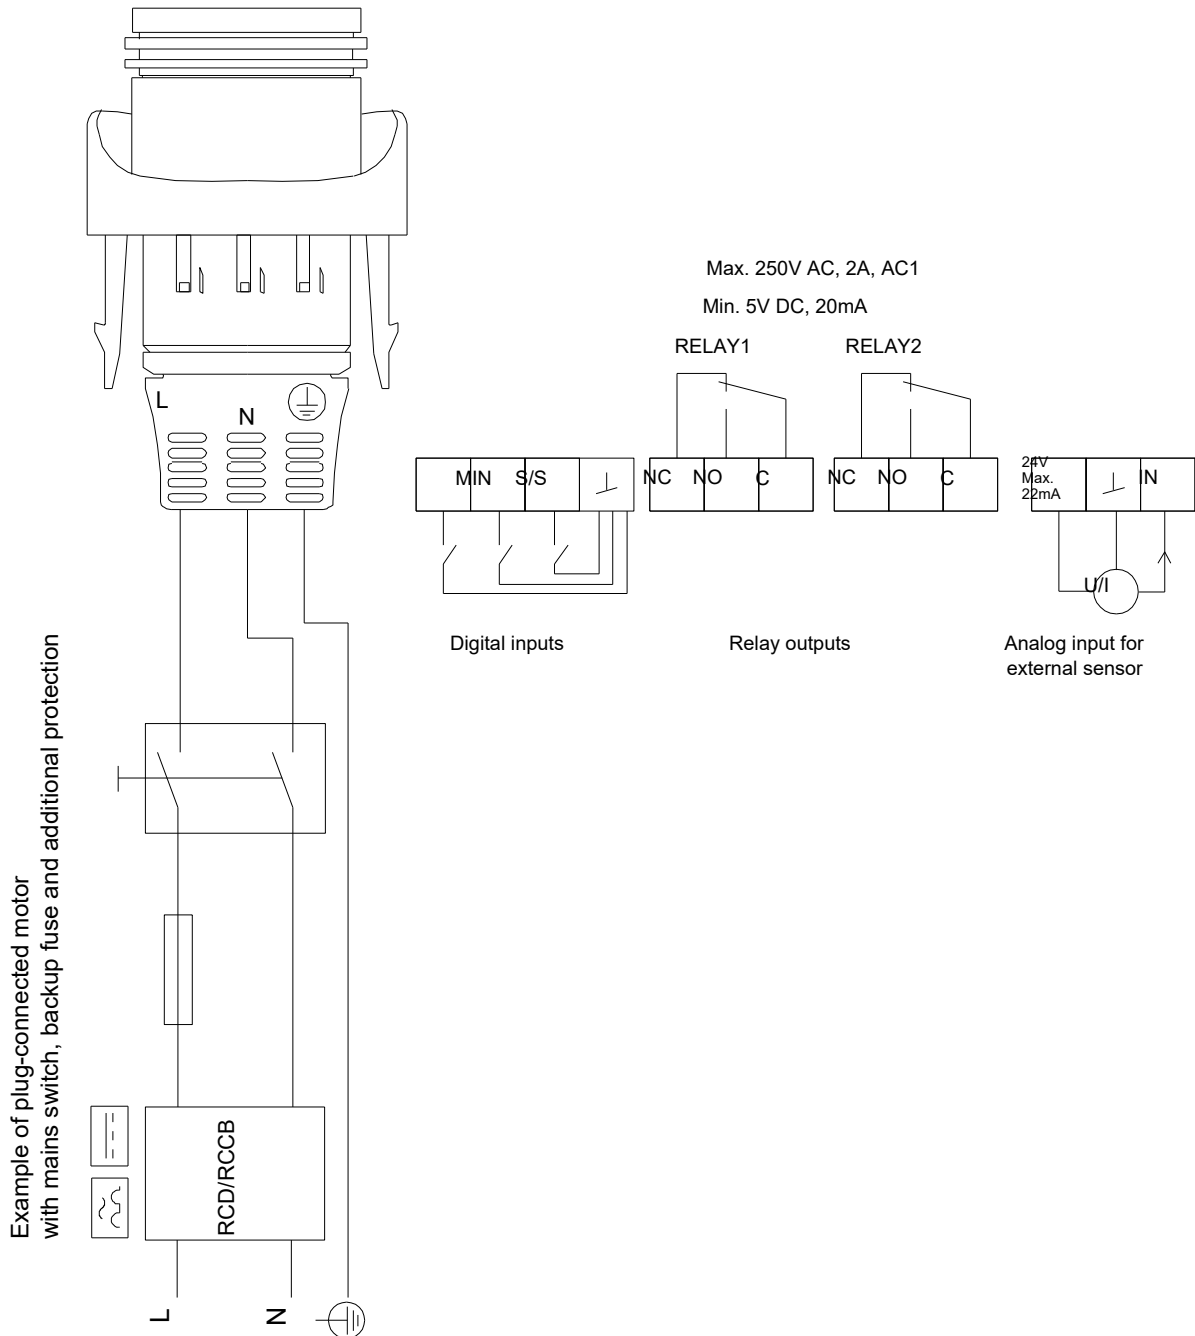 Max. 250V AC, 2A, AC1
Min. 5V DC, 20mA
RELAY1 RELAY2
L
N
MIN S/S
NC NO C
NC NO C
24V
Max.
22mA
IN
U/I
Digital inputs
Relay outputs
Analog input for
external sensor
Example of plug-connected motor
with mains switch, backup fuse and additional protection
RCD/RCCB
L
N